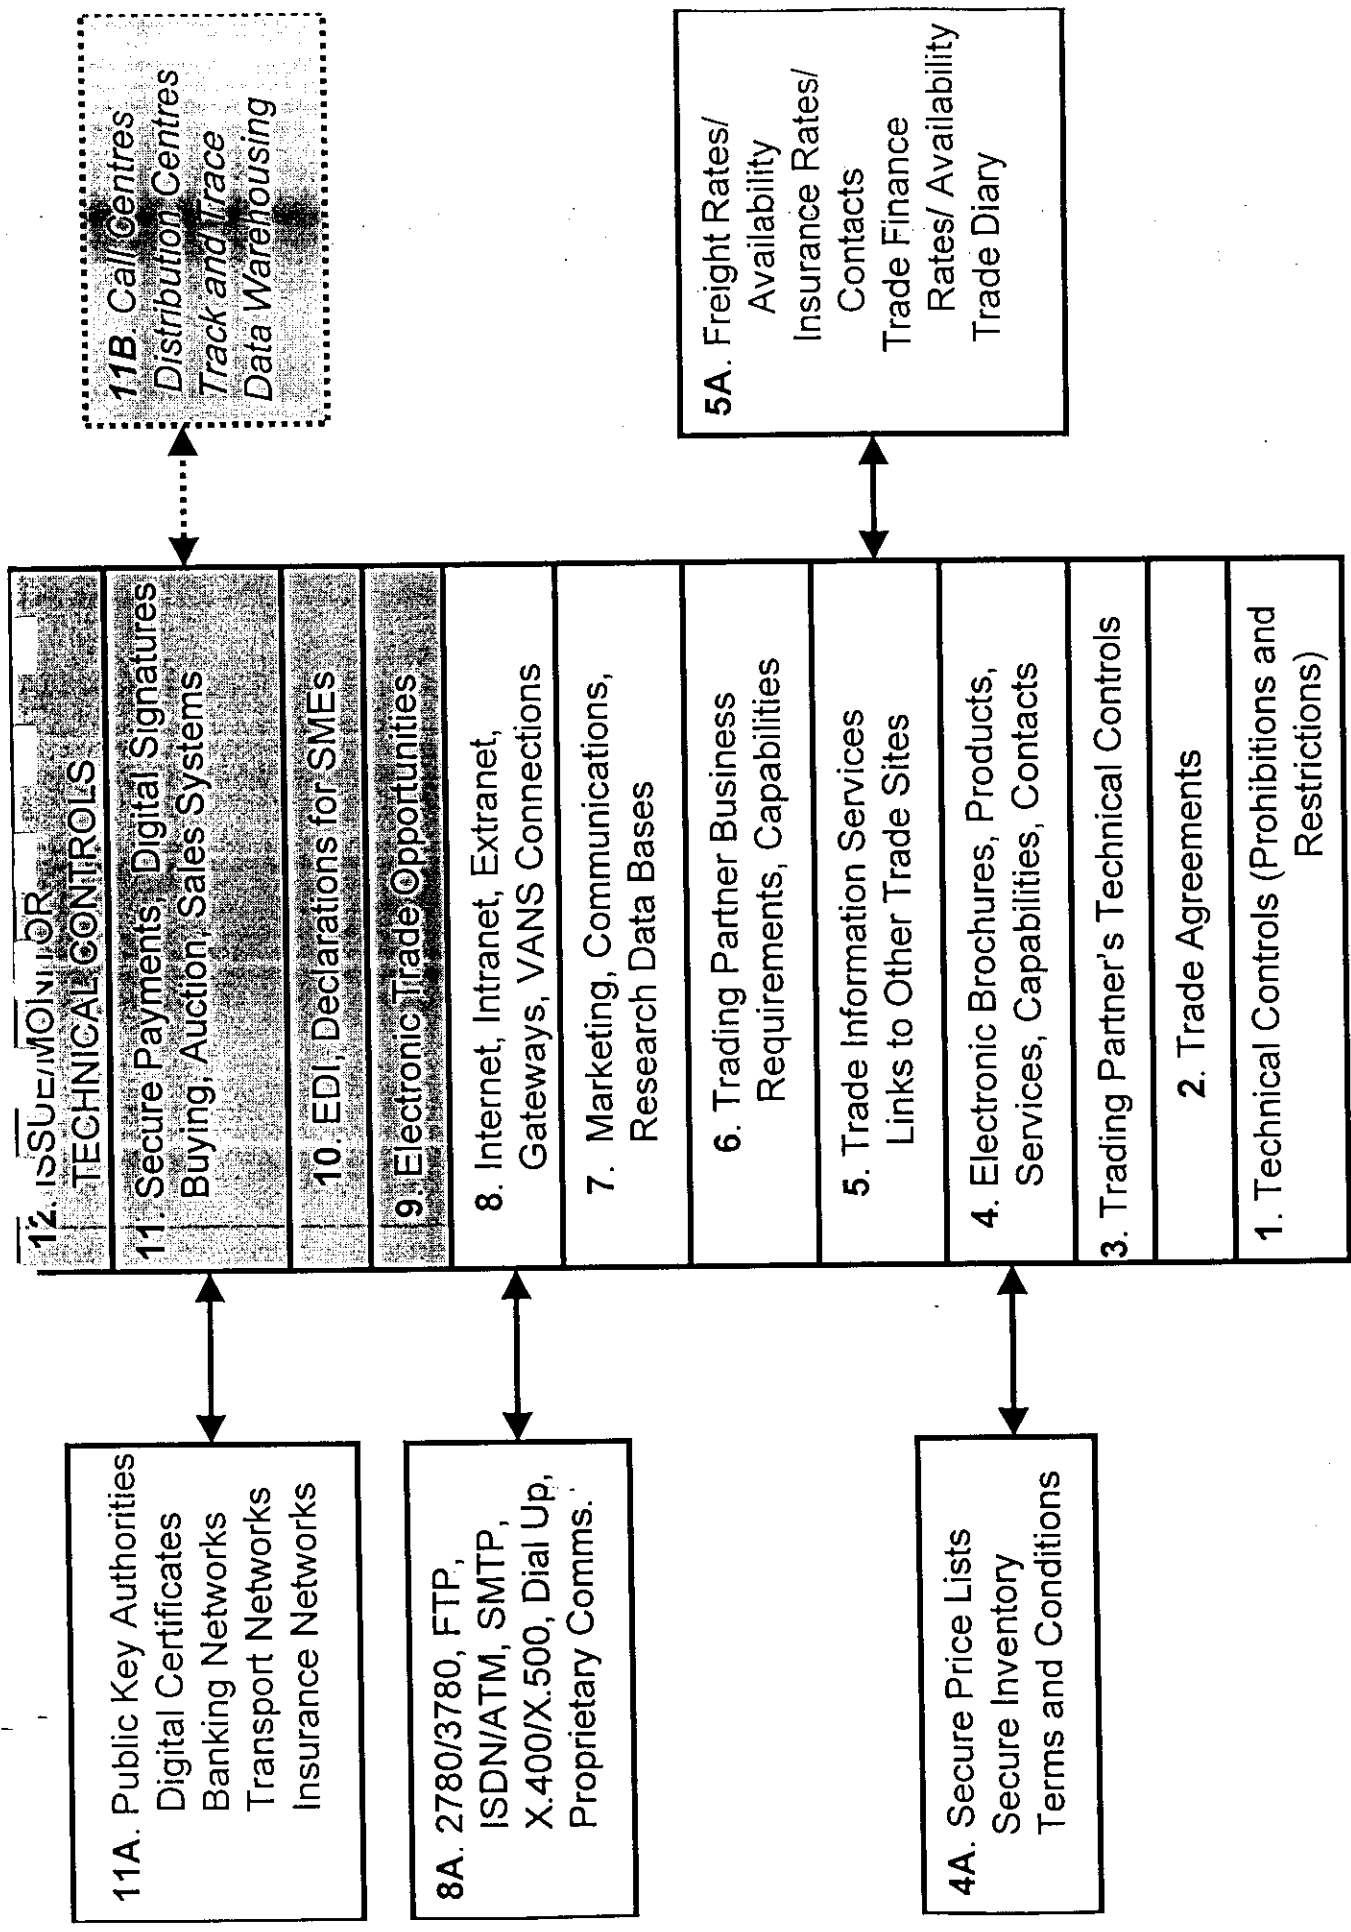 12. ISSUE/MONITOR
TECHNICAL CONTROLS
11. Secure Payments, Digital Signatures
Buying, Auction, Sales Systems
10. EDI, Declarations for SMEs
9. Electronic Trade Opportunities
8. Internet, Intranet, Extranet,
Gateways, VANS Connections
7. Marketing, Communications,
Research Data Bases
6. Trading Partner Business
Requirements, Capabilities
5. Trade Information Services
Links to Other Trade Sites
4. Electronic Brochures, Products,
Services, Capabilities, Contacts
3. Trading Partner's Technical Controls
2. Trade Agreements
1. Technical Controls (Prohibitions and
Restrictions)
11A. Public Key Authorities
Digital Certificates
Banking Networks
Transport Networks
Insurance Networks
8A. 2780/3780, FTP,
ISDN/ATM, SMTP,
X.400/X.500, Dial Up,
Proprietary Comms.
4A. Secure Price Lists
Secure Inventory
Terms and Conditions
11B. Call Centres
Distribution Centres
Track and Trace
Data Warehousing
5A. Freight Rates/
Availability
Insurance Rates/
Contacts
Trade Finance
Rates/ Availability
Trade Diary